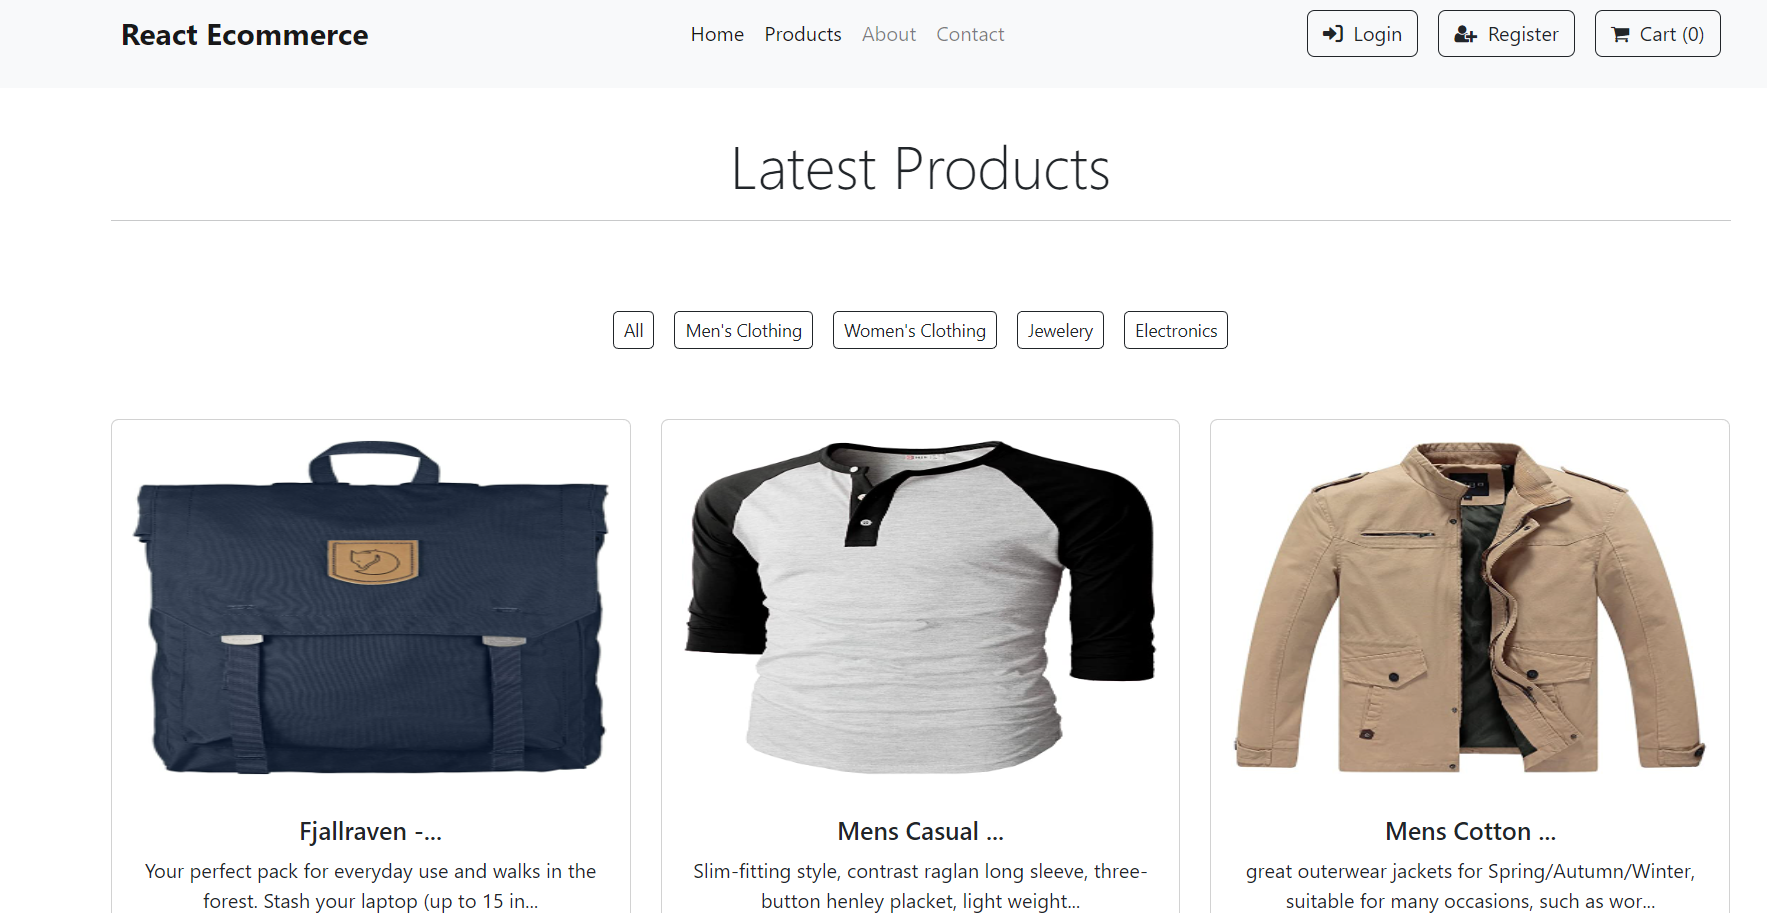 React Ecommerce
Home Products About Contact
Login Register Cart (0)
Latest Products
All Men's Clothing Women's Clothing Jewelery Electronics
Fjallraven -...
Your perfect pack for everyday use and walks in the
forest. Stash your laptop (up to 15 in...
Mens Casual ...
Slim-fitting style, contrast raglan long sleeve, three-
button henley placket, light weight...
Mens Cotton ...
great outerwear jackets for Spring/Autumn/Winter,
suitable for many occasions, such as wor...